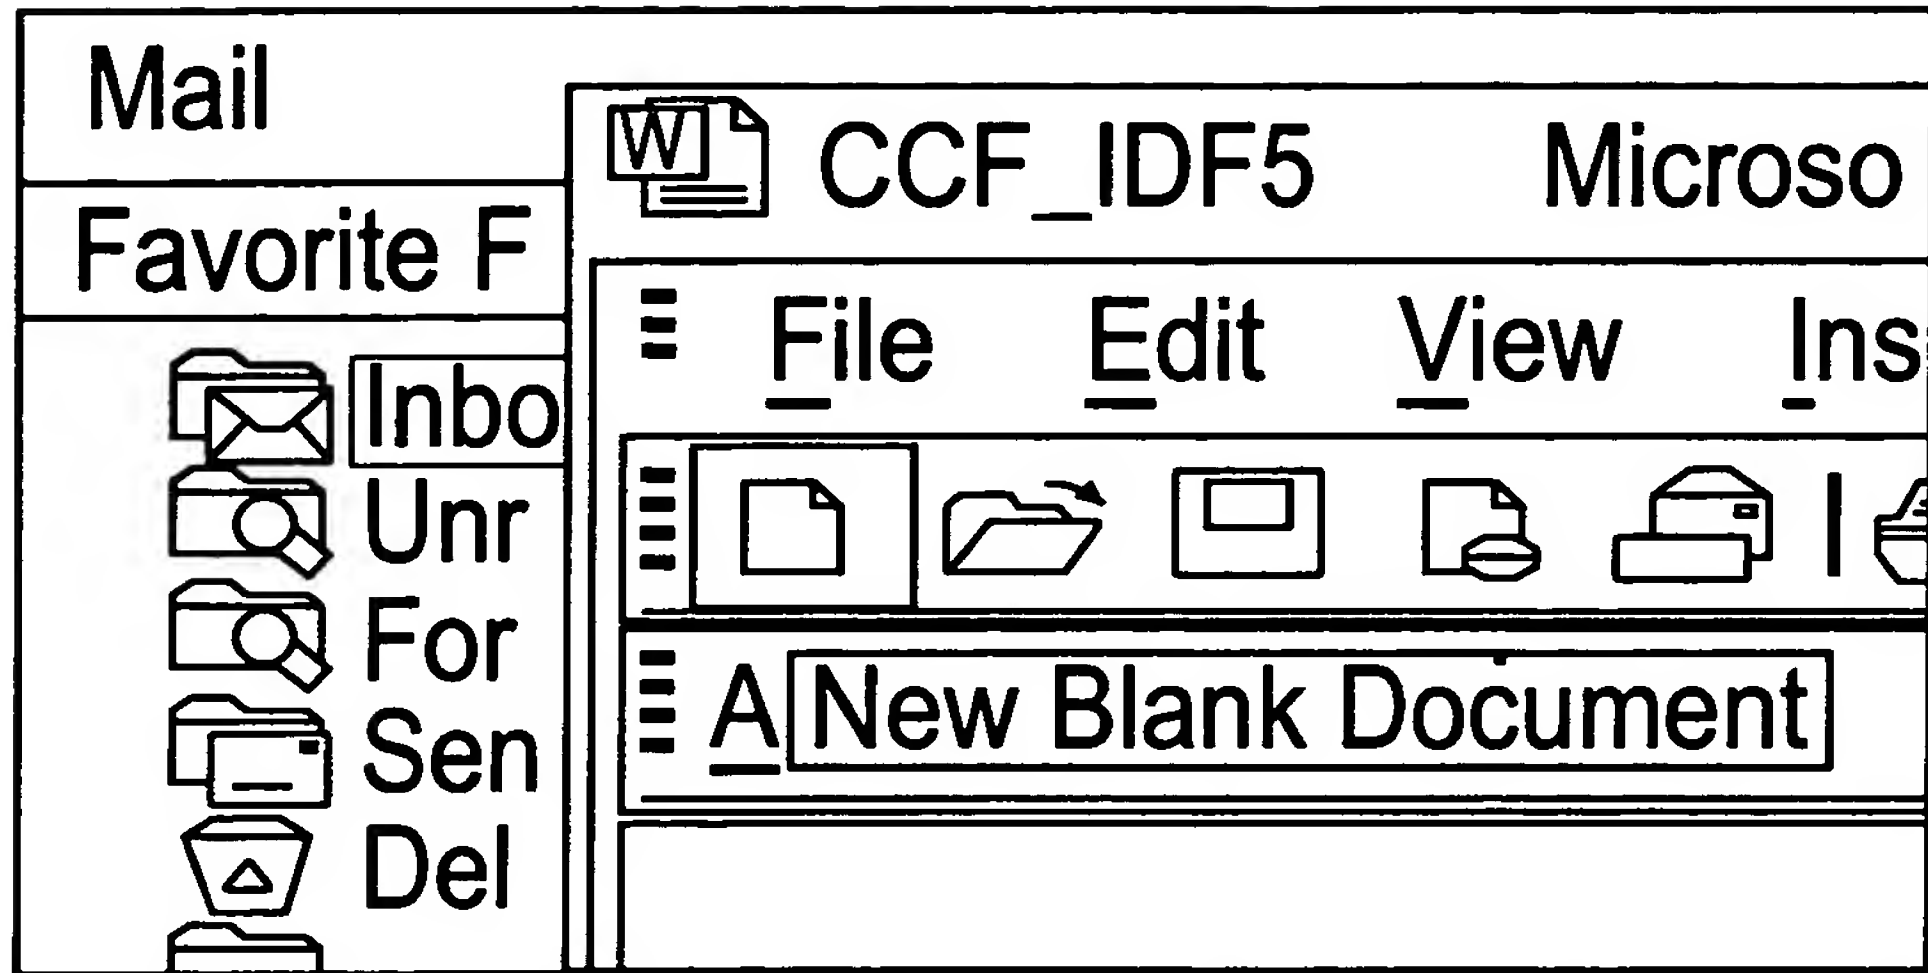 Mail
W CCF_IDF5 Microso
Favorite F
File Edit View Ins
Inbo
Unr
For
Sen
Del
A New Blank Document